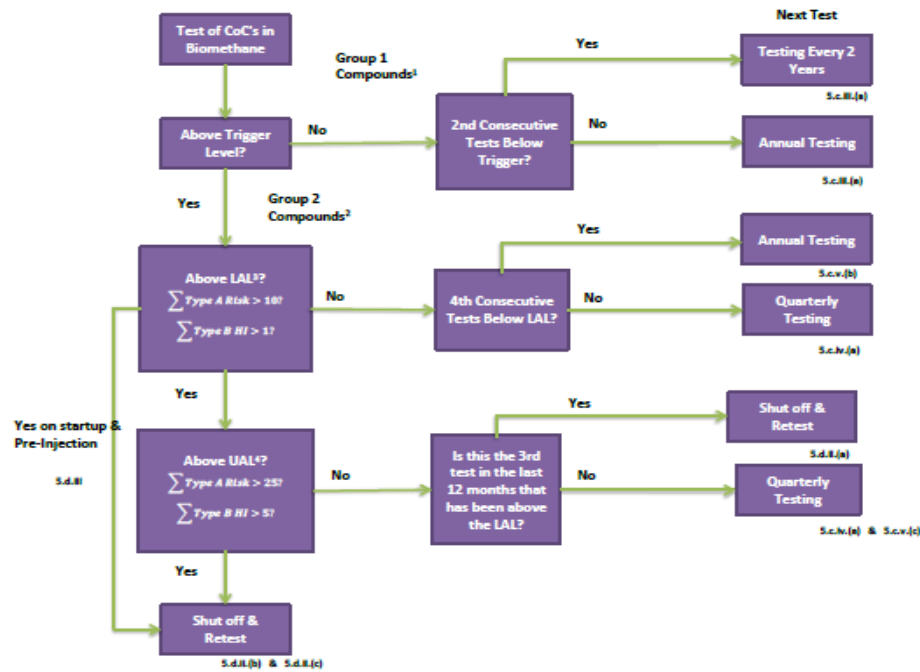 Next Test
Test of CoC's in
Biomethane
Group 1
Compounds¹
Yes
Testing Every 2
Years
5.c.iii.(a)
Above Trigger
Level?
No
2nd Consecutive
Tests Below
Trigger?
No
Annual Testing
5.c.iii.(a)
Yes
Group 2
Compounds²
Yes
Annual Testing
5.c.v.(b)
Above LAL³?
∑Type A Risk > 10?
∑Type B HI > 1?
No
4th Consecutive
Tests Below LAL?
No
Quarterly
Testing
5.c.iv.(a)
Yes
Yes on startup &
Pre-Injection
5.d.iii
Above UAL⁴?
∑Type A Risk > 25?
∑Type B HI > 5?
No
Is this the 3rd
test in the last
12 months that
has been above
the LAL?
Yes
Shut off &
Retest
5.d.ii.(a)
No
Quarterly
Testing
5.c.iv.(a) & 5.c.v.(c)
Yes
Shut off &
Retest
5.d.ii.(b) & 5.d.ii.(c)